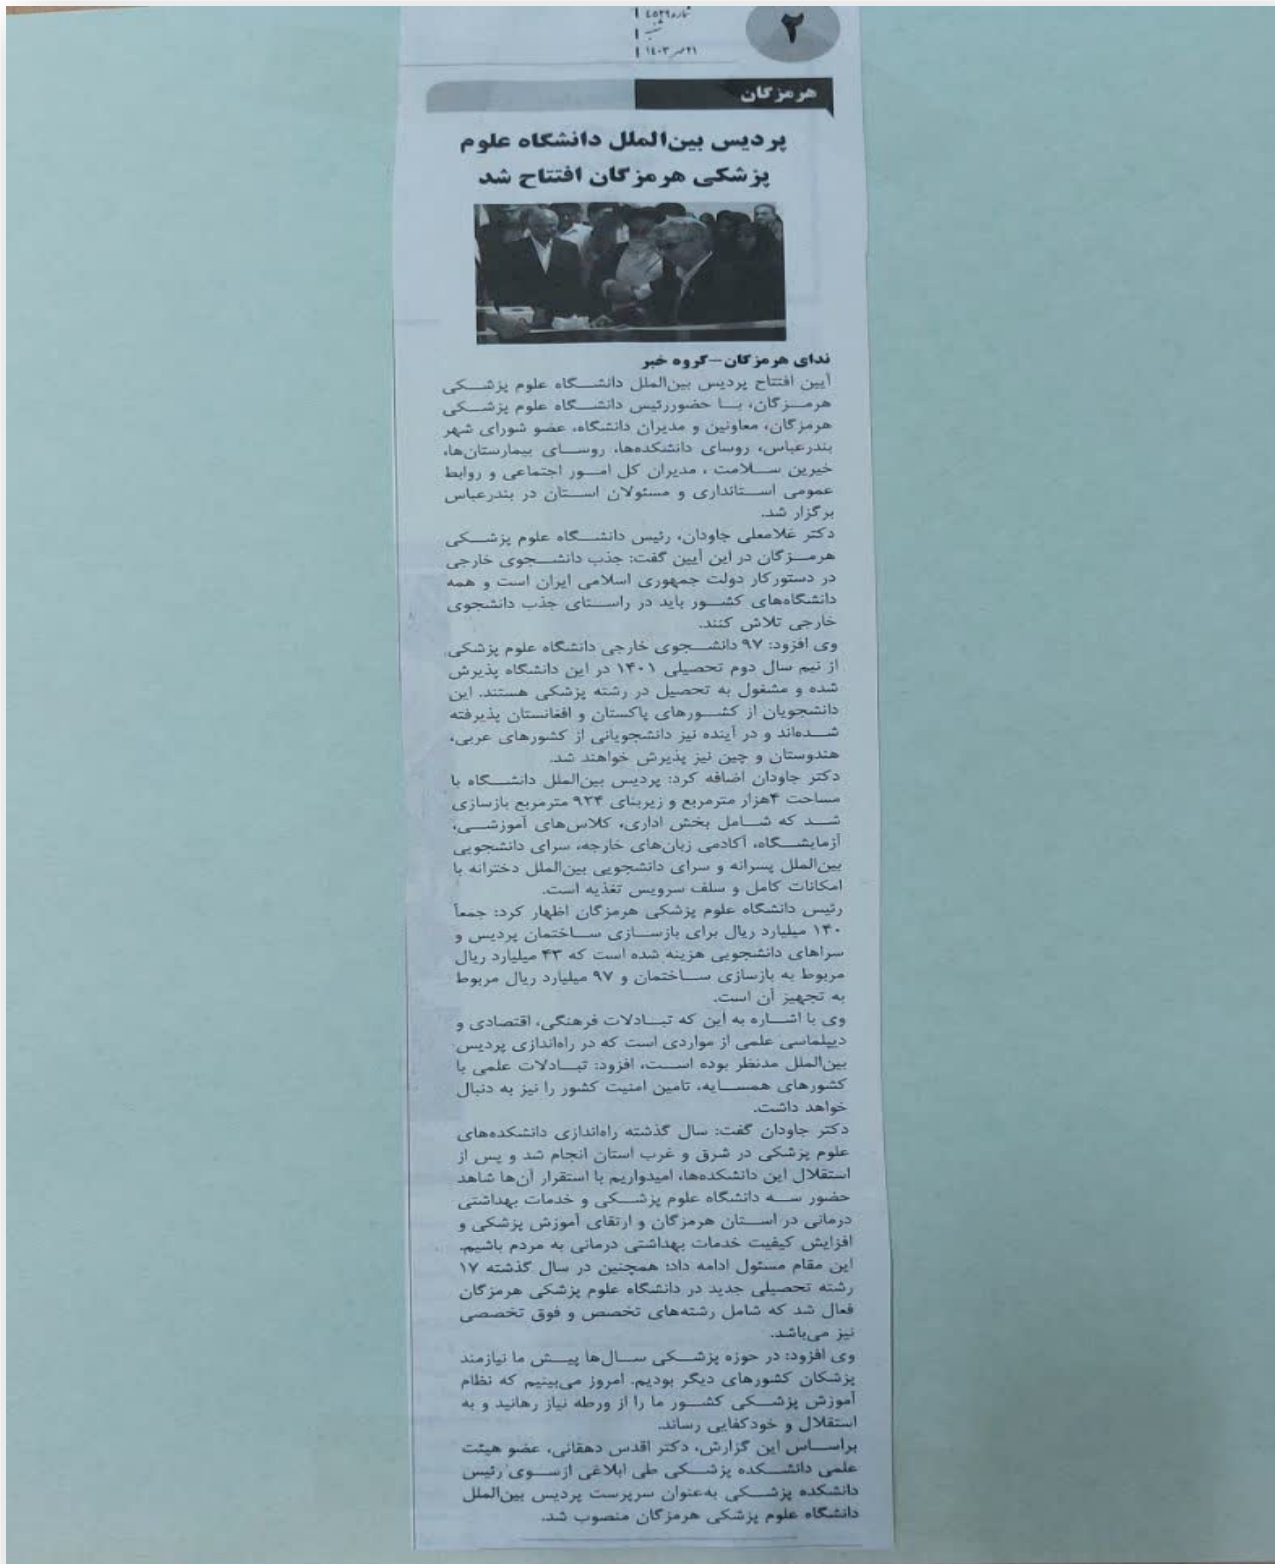 ۲
شماره ۴۵۲۹
شنبه
۲۱ مهر ۱۴۰۳
هرمزگان
پردیس بین‌الملل دانشگاه علوم
پزشکی هرمزگان افتتاح شد
ندای هرمزگان-گروه خبر
آیین افتتاح پردیس بین‌الملل دانشگاه علوم پزشکی
هرمزگان، با حضوررئیس دانشگاه علوم پزشکی
هرمزگان، معاونین و مدیران دانشگاه، عضو شورای شهر
بندرعباس، روسای دانشکده‌ها، روسای بیمارستان‌ها،
خیرین سلامت ، مدیران کل امور اجتماعی و روابط
عمومی استانداری و مسئولان استان در بندرعباس
برگزار شد.
دکتر غلامعلی جاودان، رئیس دانشگاه علوم پزشکی
هرمزگان در این آیین گفت: جذب دانشجوی خارجی
در دستورکار دولت جمهوری اسلامی ایران است و همه
دانشگاه‌های کشور باید در راستای جذب دانشجوی
خارجی تلاش کنند.
وی افزود: ۹۷ دانشجوی خارجی دانشگاه علوم پزشکی
از نیم سال دوم تحصیلی ۱۴۰۱ در این دانشگاه پذیرش
شده و مشغول به تحصیل در رشته پزشکی هستند. این
دانشجویان از کشورهای پاکستان و افغانستان پذیرفته
شده‌اند و در آینده نیز دانشجویانی از کشورهای عربی،
هندوستان و چین نیز پذیرش خواهند شد.
دکتر جاودان اضافه کرد: پردیس بین‌الملل دانشگاه با
مساحت ۴هزار مترمربع و زیربنای ۹۲۴ مترمربع بازسازی
شد که شامل بخش اداری، کلاس‌های آموزشی،
آزمایشگاه، آکادمی زبان‌های خارجه، سرای دانشجویی
بین‌الملل پسرانه و سرای دانشجویی بین‌الملل دخترانه با
امکانات کامل و سلف سرویس تغذیه است.
رئیس دانشگاه علوم پزشکی هرمزگان اظهار کرد: جمعاً
۱۴۰ میلیارد ریال برای بازسازی ساختمان پردیس و
سراهای دانشجویی هزینه شده است که ۴۳ میلیارد ریال
مربوط به بازسازی ساختمان و ۹۷ میلیارد ریال مربوط
به تجهیز آن است.
وی با اشاره به این که تبادلات فرهنگی، اقتصادی و
دیپلماسی علمی از مواردی است که در راه‌اندازی پردیس
بین‌الملل مدنظر بوده است، افزود: تبادلات علمی با
کشورهای همسایه، تامین امنیت کشور را نیز به دنبال
خواهد داشت.
دکتر جاودان گفت: سال گذشته راه‌اندازی دانشکده‌های
علوم پزشکی در شرق و غرب استان انجام شد و پس از
استقلال این دانشکده‌ها، امیدواریم با استقرار آن‌ها شاهد
حضور سه دانشگاه علوم پزشکی و خدمات بهداشتی
درمانی در استان هرمزگان و ارتقای آموزش پزشکی و
افزایش کیفیت خدمات بهداشتی درمانی به مردم باشیم.
این مقام مسئول ادامه داد: همچنین در سال گذشته ۱۷
رشته تحصیلی جدید در دانشگاه علوم پزشکی هرمزگان
فعال شد که شامل رشته‌های تخصص و فوق تخصصی
نیز می‌باشد.
وی افزود: در حوزه پزشکی سال‌ها پیش ما نیازمند
پزشکان کشورهای دیگر بودیم. امروز می‌بینیم که نظام
آموزش پزشکی کشور ما را از ورطه نیاز رهانید و به
استقلال و خودکفایی رساند.
براساس این گزارش، دکتر اقدس دهقانی، عضو هیئت
علمی دانشکده پزشکی طی ابلاغی ازسوی رئیس
دانشکده پزشکی به‌عنوان سرپرست پردیس بین‌الملل
دانشگاه علوم پزشکی هرمزگان منصوب شد.